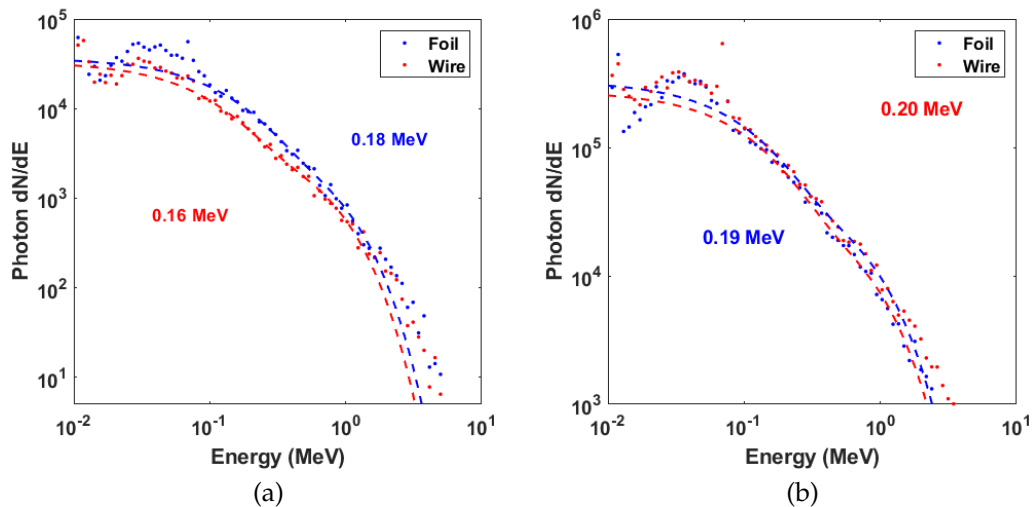 10^5
10^4
10^3
10^2
10^1
Photon dN/dE
Foil
Wire
0.18 MeV
0.16 MeV
10^-2
10^-1
10^0
10^1
Energy (MeV)
(a)
10^6
10^5
10^4
10^3
Photon dN/dE
Foil
Wire
0.20 MeV
0.19 MeV
10^-2
10^-1
10^0
10^1
Energy (MeV)
(b)